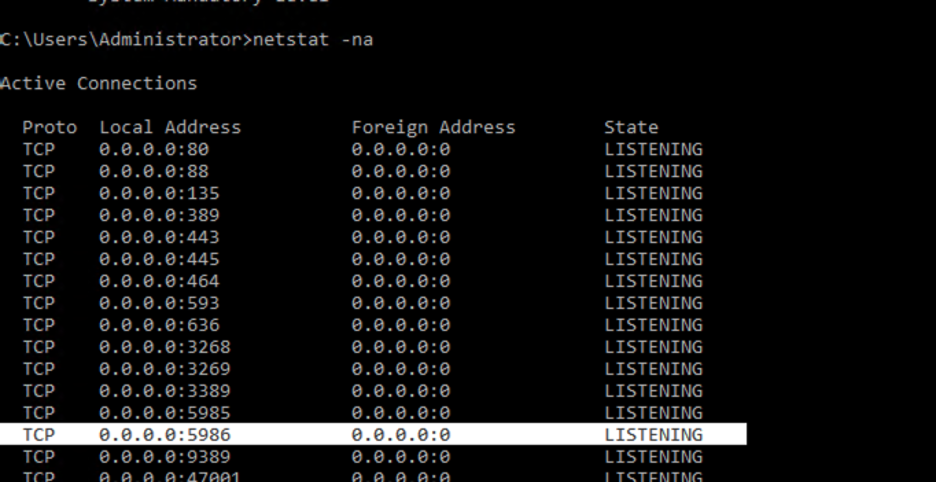 System Mandatory Level
C:\Users\Administrator>netstat -na
Active Connections
Proto  Local Address          Foreign Address        State
TCP    0.0.0.0:80             0.0.0.0:0              LISTENING
TCP    0.0.0.0:88             0.0.0.0:0              LISTENING
TCP    0.0.0.0:135            0.0.0.0:0              LISTENING
TCP    0.0.0.0:389            0.0.0.0:0              LISTENING
TCP    0.0.0.0:443            0.0.0.0:0              LISTENING
TCP    0.0.0.0:445            0.0.0.0:0              LISTENING
TCP    0.0.0.0:464            0.0.0.0:0              LISTENING
TCP    0.0.0.0:593            0.0.0.0:0              LISTENING
TCP    0.0.0.0:636            0.0.0.0:0              LISTENING
TCP    0.0.0.0:3268           0.0.0.0:0              LISTENING
TCP    0.0.0.0:3269           0.0.0.0:0              LISTENING
TCP    0.0.0.0:3389           0.0.0.0:0              LISTENING
TCP    0.0.0.0:5985           0.0.0.0:0              LISTENING
TCP    0.0.0.0:5986           0.0.0.0:0              LISTENING
TCP    0.0.0.0:9389           0.0.0.0:0              LISTENING
TCP    0.0.0.0:47001          0.0.0.0:0              LISTENING